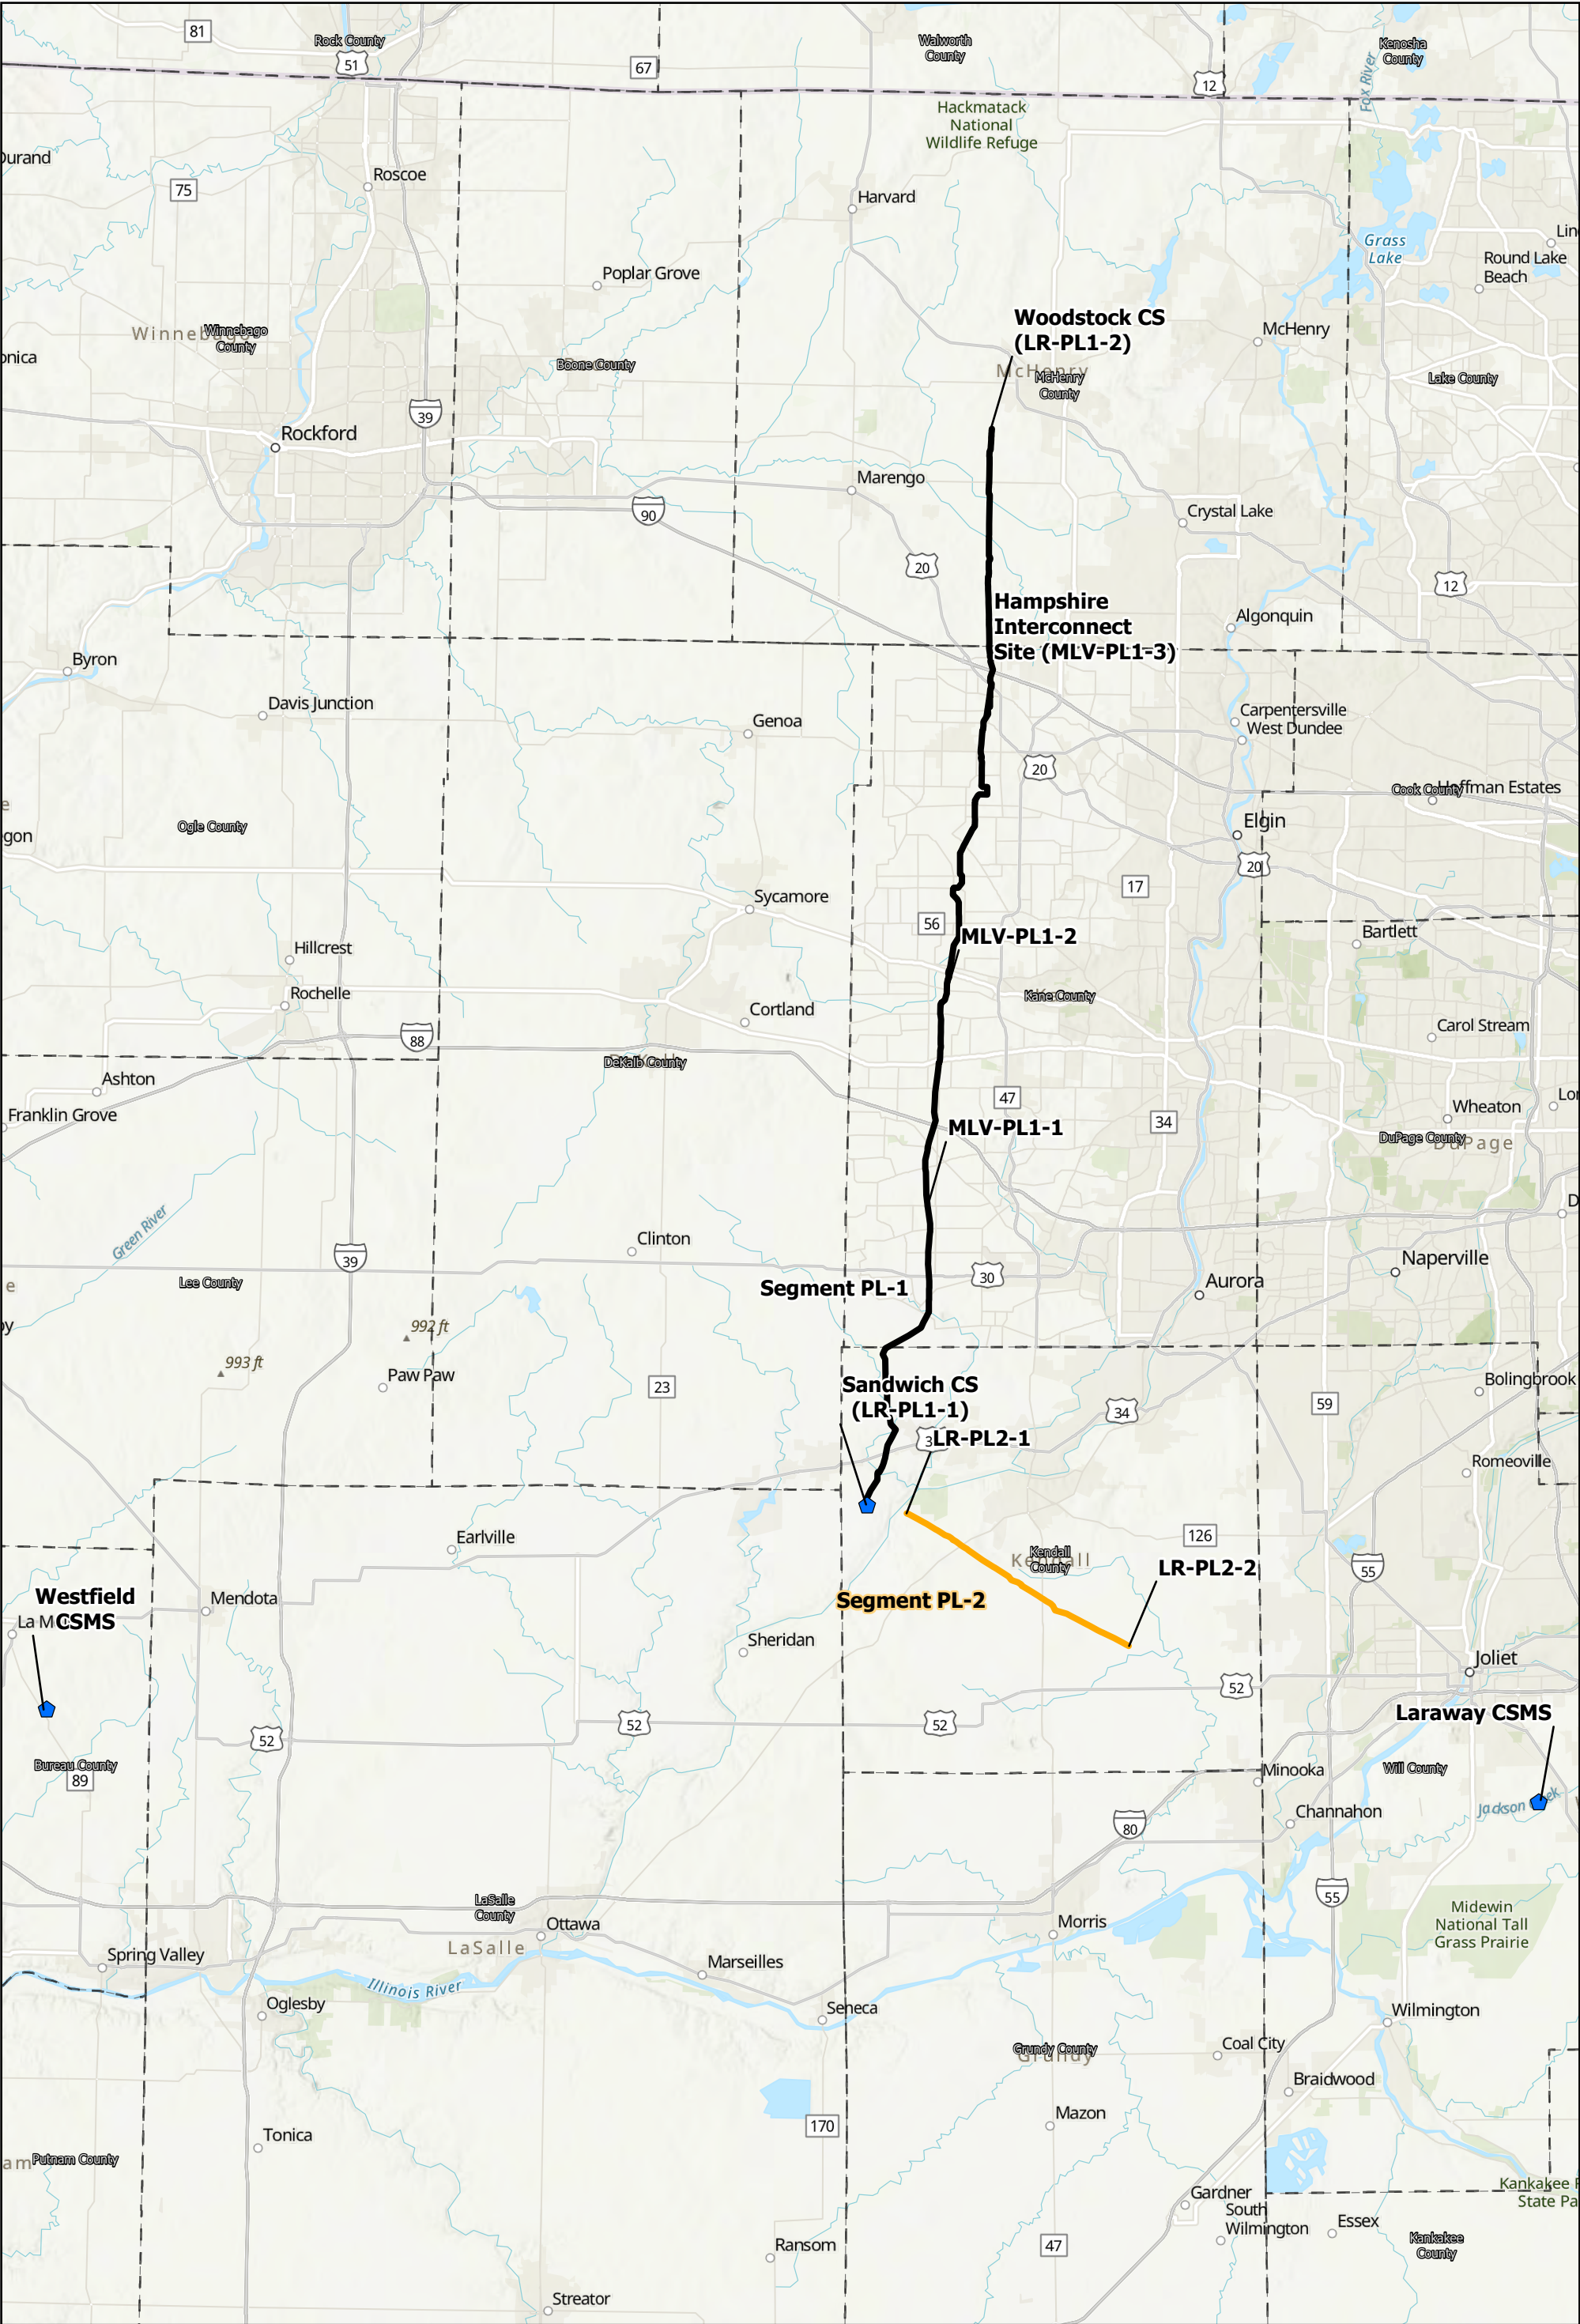 81
Rock County
51
67
Walworth
County
12
Kenosha
County
Fox River
Hackmatack
National
Wildlife Refuge
Durand
75
Roscoe
Harvard
Grass
Lake
Round Lake
Beach
Poplar Grove
Winnebago
Winnebago
County
Boone County
Woodstock CS
(LR-PL1-2)
McHenry
McHenry
McHenry
County
Lake County
39
Rockford
Marengo
90
Crystal Lake
20
12
Hampshire
Interconnect
Site (MLV-PL1-3)
Algonquin
Byron
Davis Junction
Genoa
Carpentersville
West Dundee
20
Cook County
Hoffman Estates
Ogle County
Elgin
20
17
Sycamore
56
MLV-PL1-2
Bartlett
Hillcrest
Rochelle
Kane County
Cortland
Carol Stream
88
DeKalb County
Ashton
Franklin Grove
47
34
Wheaton
MLV-PL1-1
DuPage County
DuPage
Green River
Clinton
39
Lee County
Segment PL-1
30
Aurora
Naperville
992 ft
993 ft
Paw Paw
23
Sandwich CS
(LR-PL1-1)
LR-PL2-1
34
59
Bolingbrook
Romeoville
Earlville
126
Kendall
County
Kendall
LR-PL2-2
55
Westfield
CSMS
Mendota
Segment PL-2
Sheridan
Joliet
52
52
52
52
Laraway CSMS
Bureau County
89
Minooka
Will County
Channahon
Jackson
80
55
LaSalle
County
LaSalle
Ottawa
Morris
Midewin
National Tall
Grass Prairie
Spring Valley
Illinois River
Marseilles
Oglesby
Seneca
Wilmington
Grundy County
Grundy
Coal City
Braidwood
170
Mazon
Tonica
Putnam County
Kankakee
State
Gardner
South
Wilmington
Essex
Kankakee
County
Ransom
47
Streator